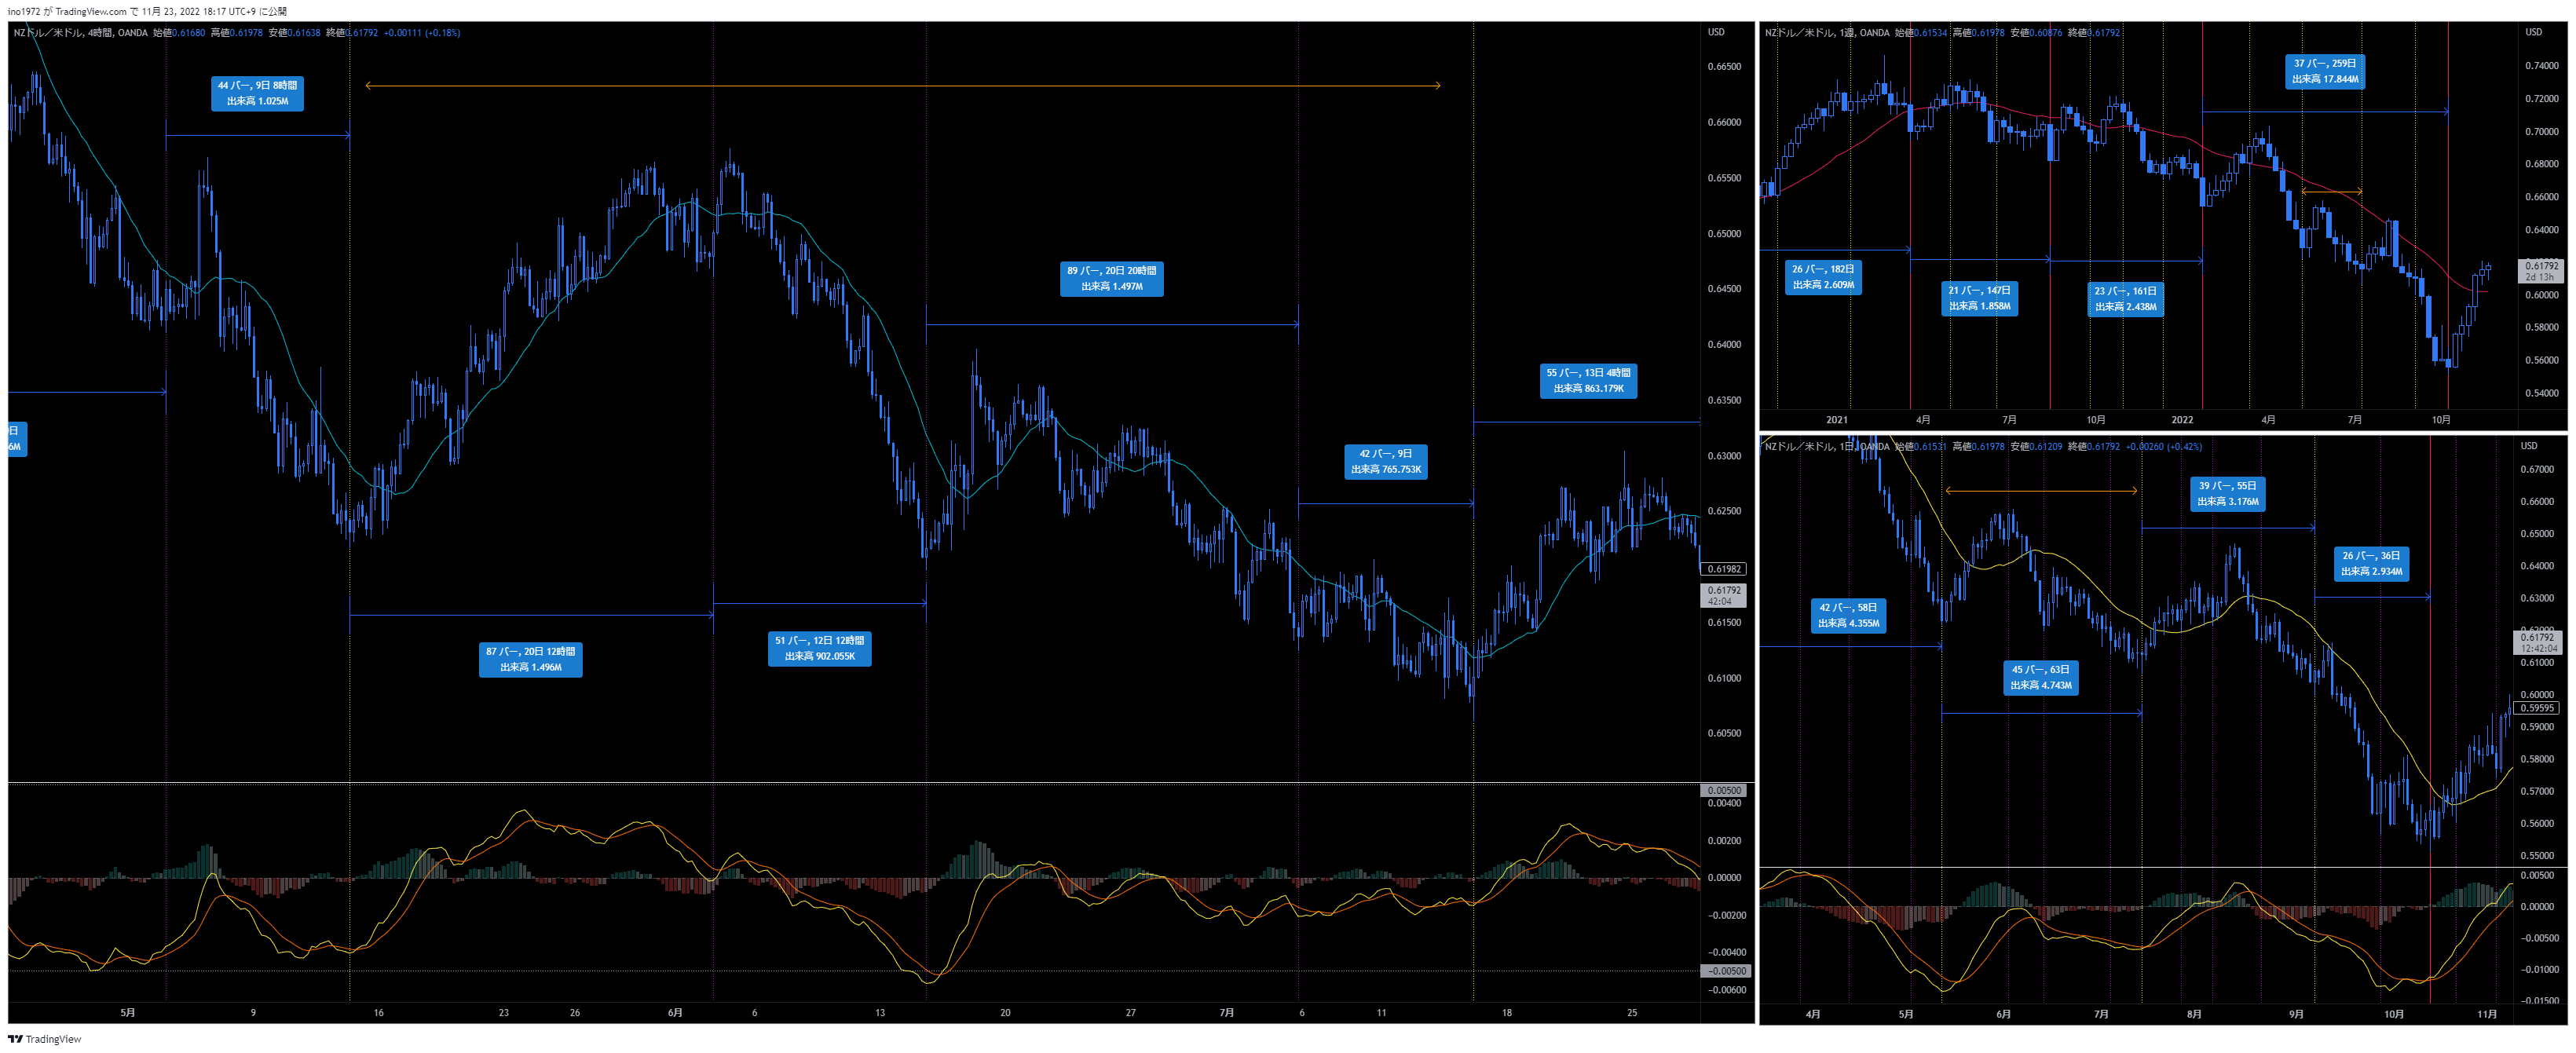 ino1972 が TradingView.com で 11月 23, 2022 18:17 UTC+9 に公開
NZドル／米ドル, 4時間, OANDA 始値0.61680 高値0.61978 安値0.61638 終値0.61792 +0.00111 (+0.18%)
USD
44 バー, 9日 8時間
出来高 1.025M
89 バー, 20日 20時間
出来高 1.497M
55 バー, 13日 4時間
出来高 863.179K
42 バー, 9日
出来高 765.753K
日
6M
87 バー, 20日 12時間
出来高 1.496M
51 バー, 12日 12時間
出来高 902.055K
0.66500
0.66000
0.65500
0.65000
0.64500
0.64000
0.63500
0.63000
0.62500
0.61982
0.61792
42:04
0.61500
0.61000
0.60500
0.00500
0.00400
0.00200
0.00000
−0.00200
−0.00400
−0.00500
−0.00600
5月 9 16 23 26 6月 6 13 20 27 7月 6 11 18 25
NZドル／米ドル, 1週, OANDA 始値0.61534 高値0.61978 安値0.60876 終値0.61792
USD
37 バー, 259日
出来高 17.844M
26 バー, 182日
出来高 2.609M
21 バー, 147日
出来高 1.858M
23 バー, 161日
出来高 2.438M
0.74000
0.72000
0.70000
0.68000
0.66000
0.64000
0.61792
2d 13h
0.60000
0.58000
0.56000
0.54000
2021 4月 7月 10月 2022 4月 7月 10月
NZドル／米ドル, 1日, OANDA 始値0.61531 高値0.61978 安値0.61209 終値0.61792 +0.00260 (+0.42%)
USD
39 バー, 55日
出来高 3.176M
26 バー, 36日
出来高 2.934M
42 バー, 58日
出来高 4.355M
45 バー, 63日
出来高 4.743M
0.67000
0.66000
0.65000
0.64000
0.63000
0.62000
0.61792
12:42:04
0.61000
0.60000
0.59595
0.59000
0.58000
0.57000
0.56000
0.55000
0.00500
0.00000
−0.00500
−0.01000
−0.01500
4月 5月 6月 7月 8月 9月 10月 11月
TradingView